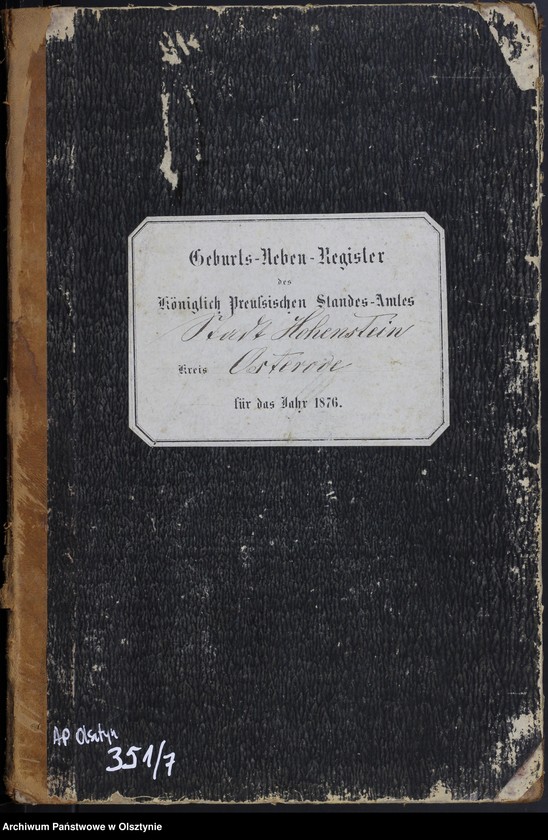 Geburts-Neben-Register
des
Königlich Preußischen Standes-Amtes
Stadt Hohenstein
Kreis Osterode
für das Jahr 1876.
AP Olsztyn
351/7
Archiwum Państwowe w Olsztynie